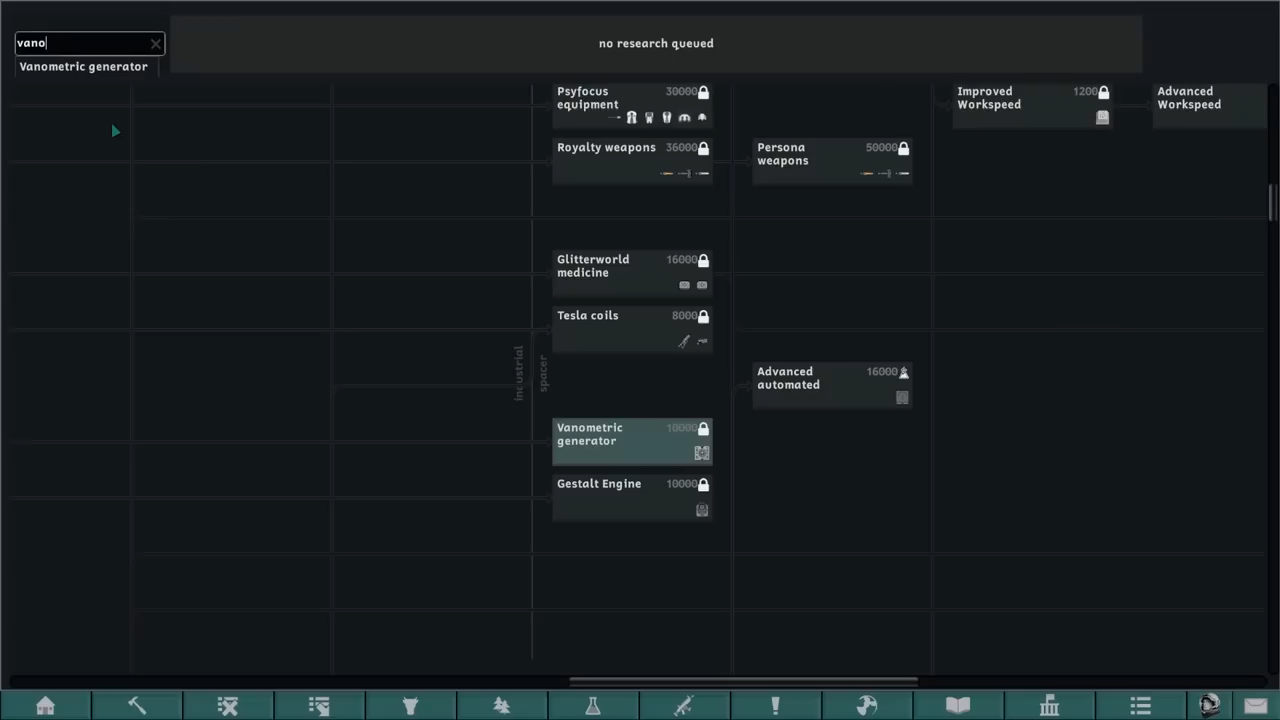 vano
no research queued
Vanometric generator
Psyfocus equipment 30000
Improved Workspeed 1200
Advanced Workspeed
Royalty weapons 36000
Persona weapons 50000
Glitterworld medicine 16000
Tesla coils 8000
industrial
spacer
Advanced automated 16000
Vanometric generator 10000
Gestalt Engine 10000